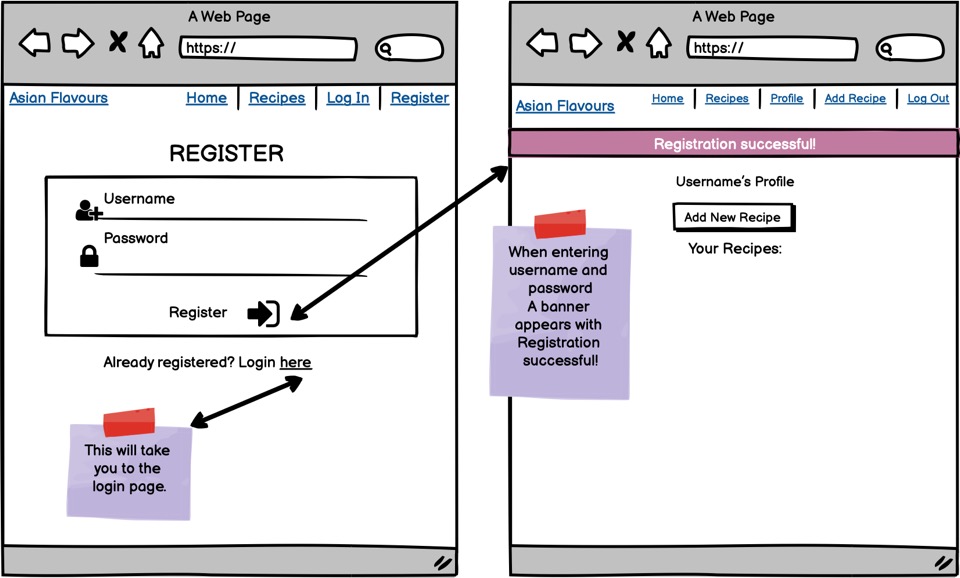 A Web Page
https://
Asian Flavours Home Recipes Log In Register
REGISTER
Username
Password
Register
Already registered? Login here
This will take
you to the
login page.
A Web Page
https://
Asian Flavours Home Recipes Profile Add Recipe Log Out
Registration successful!
Username's Profile
Add New Recipe
Your Recipes:
When entering
username and
password
A banner
appears with
Registration
successful!